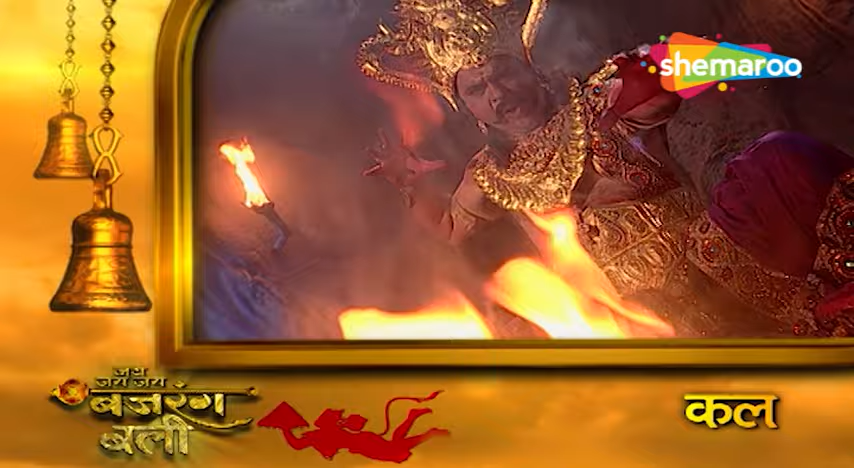 shemaroo
जय
जय जय
बजरंग
बली
कल